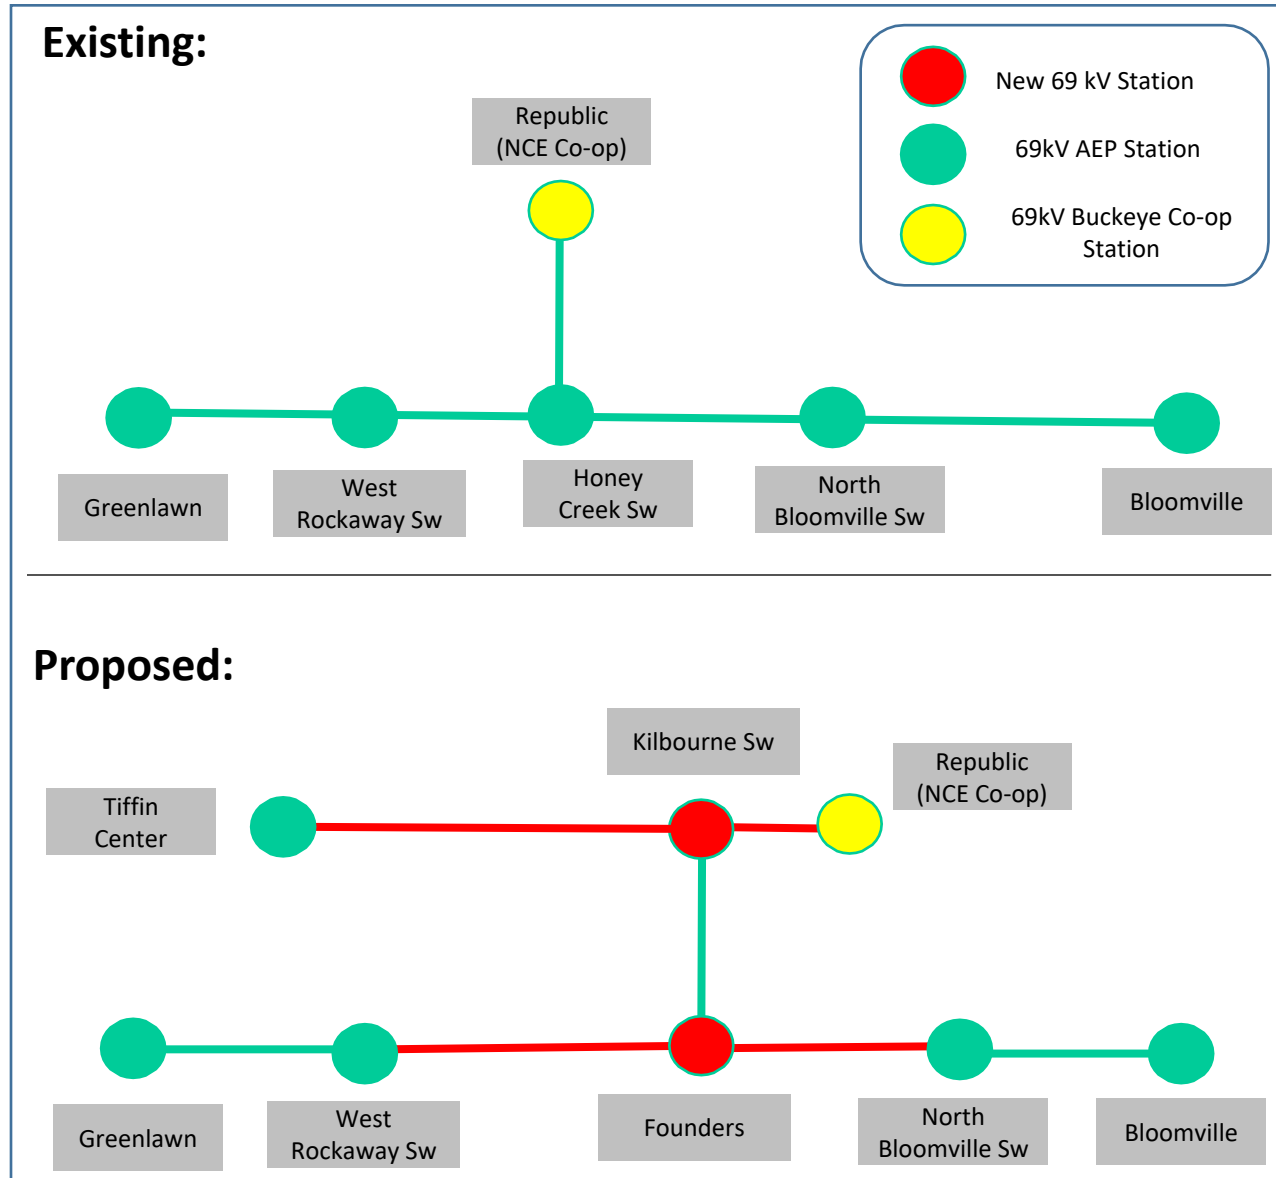 Existing:
New 69 kV Station
69kV AEP Station
69kV Buckeye Co-op
Station
Republic
(NCE Co-op)
Greenlawn
West
Rockaway Sw
Honey
Creek Sw
North
Bloomville Sw
Bloomville
Proposed:
Kilbourne Sw
Republic
(NCE Co-op)
Tiffin
Center
Greenlawn
West
Rockaway Sw
Founders
North
Bloomville Sw
Bloomville